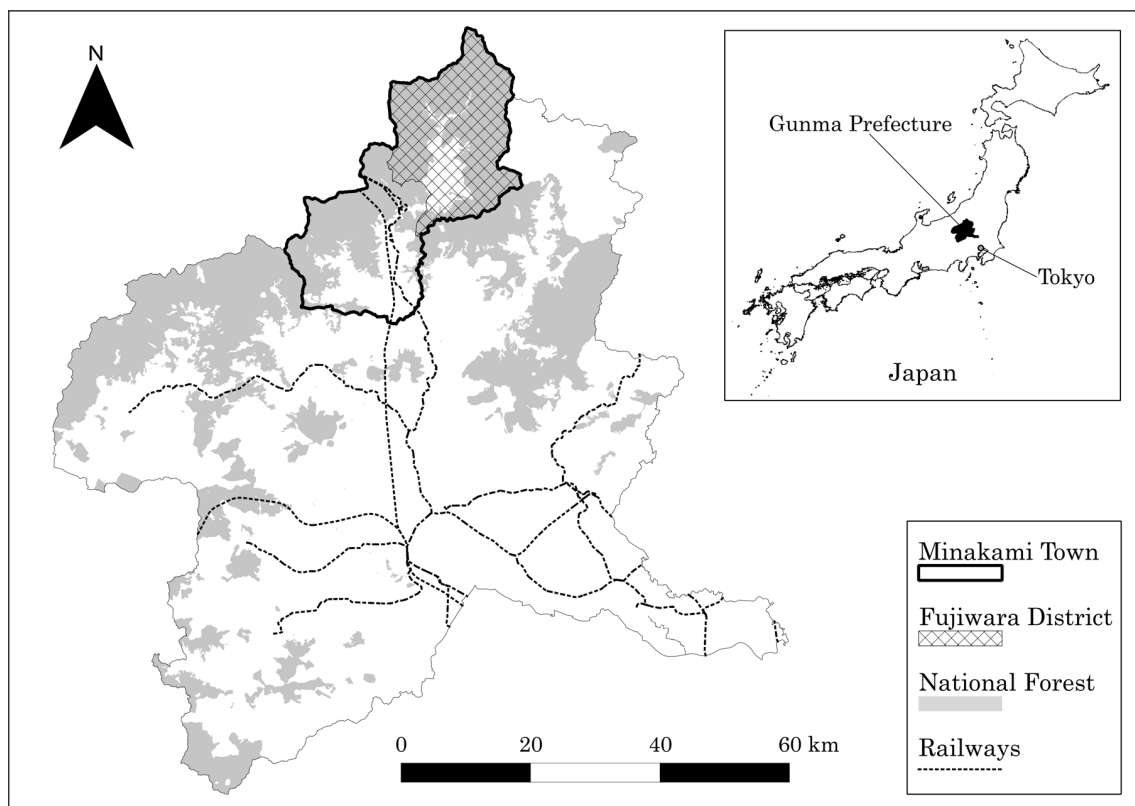 N
Gunma Prefecture
Tokyo
Japan
Minakami Town
Fujiwara District
National Forest
Railways
0 20 40 60 km